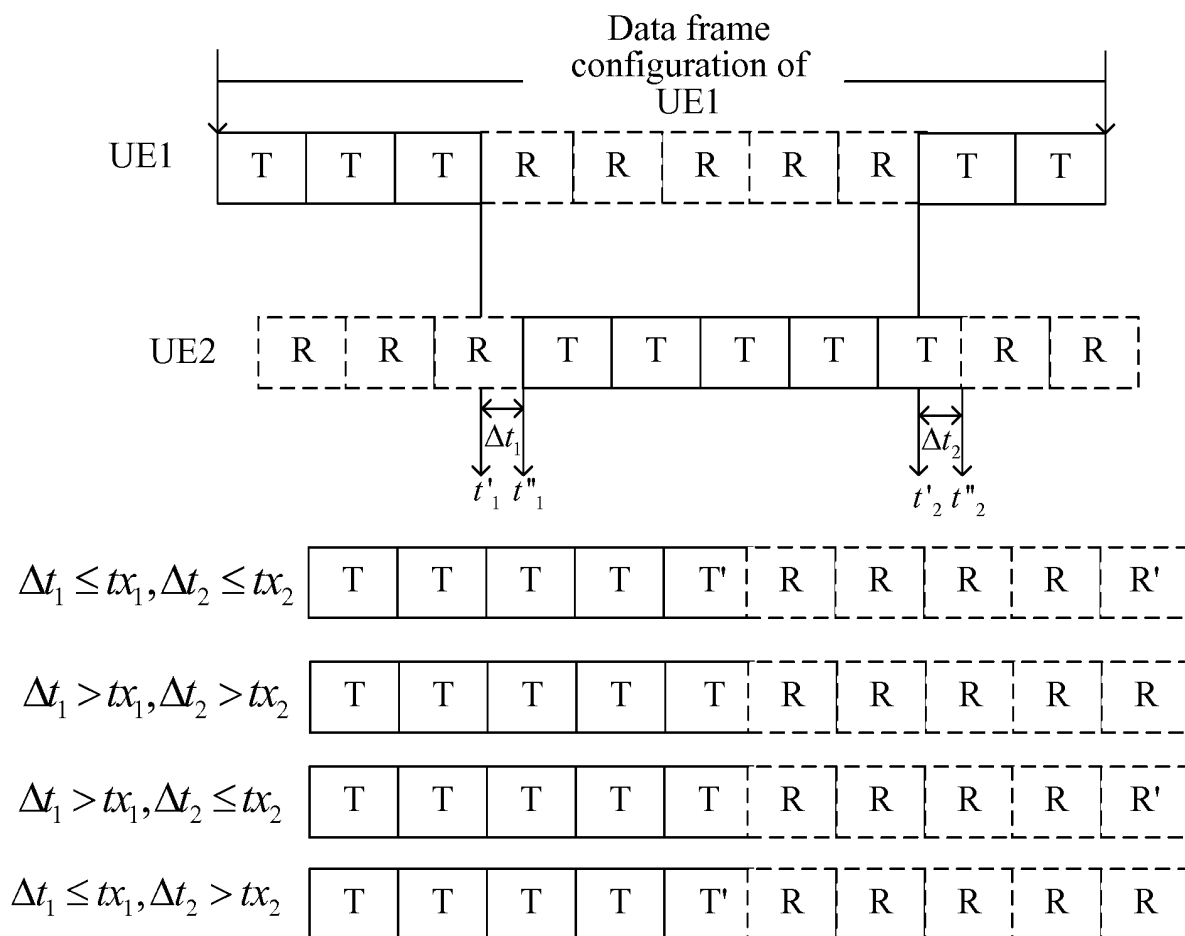 Data frame
configuration of
UE1
UE1 T T T R R R R R T T
UE2 R R R T T T T T R R
Δt₁ Δt₂
t'₁ t''₁ t'₂ t''₂
Δt₁ ≤ tx₁, Δt₂ ≤ tx₂ T T T T T' R R R R R'
Δt₁ > tx₁, Δt₂ > tx₂ T T T T T R R R R R
Δt₁ > tx₁, Δt₂ ≤ tx₂ T T T T T R R R R R'
Δt₁ ≤ tx₁, Δt₂ > tx₂ T T T T T' R R R R R